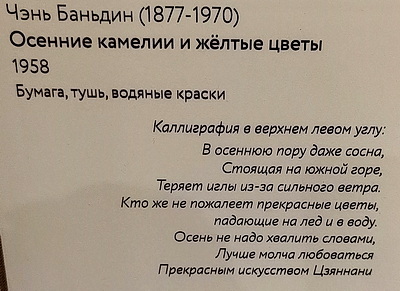 Чэнь Баньдин (1877-1970)
Осенние камелии и жёлтые цветы
1958
Бумага, тушь, водяные краски
Каллиграфия в верхнем левом углу:
В осеннюю пору даже сосна,
Стоящая на южной горе,
Теряет иглы из-за сильного ветра.
Кто же не пожалеет прекрасные цветы,
падающие на лед и в воду.
Осень не надо хвалить словами,
Лучше молча любоваться
Прекрасным искусством Цзяннани